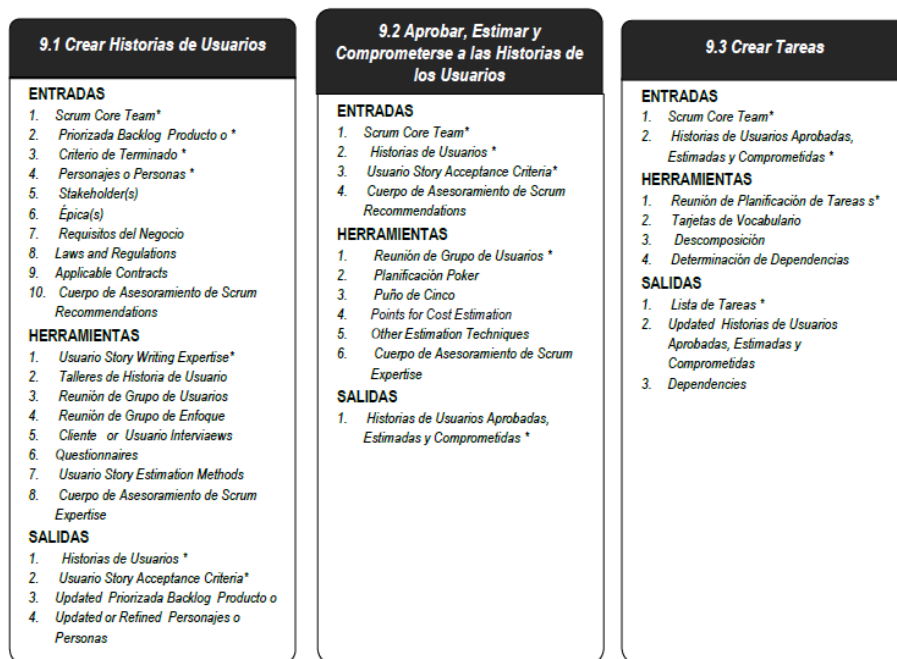 9.1 Crear Historias de Usuarios
ENTRADAS
1. Scrum Core Team*
2. Priorizada Backlog Producto o *
3. Criterio de Terminado *
4. Personajes o Personas *
5. Stakeholder(s)
6. Épica(s)
7. Requisitos del Negocio
8. Laws and Regulations
9. Applicable Contracts
10. Cuerpo de Asesoramiento de Scrum
Recommendations
HERRAMIENTAS
1. Usuario Story Writing Expertise*
2. Talleres de Historia de Usuario
3. Reunión de Grupo de Usuarios
4. Reunión de Grupo de Enfoque
5. Cliente or Usuario Interviaews
6. Questionnaires
7. Usuario Story Estimation Methods
8. Cuerpo de Asesoramiento de Scrum
Expertise
SALIDAS
1. Historias de Usuarios *
2. Usuario Story Acceptance Criteria*
3. Updated Priorizada Backlog Producto o
4. Updated or Refined Personajes o
Personas
9.2 Aprobar, Estimar y
Comprometerse a las Historias de
los Usuarios
ENTRADAS
1. Scrum Core Team*
2. Historias de Usuarios *
3. Usuario Story Acceptance Criteria*
4. Cuerpo de Asesoramiento de Scrum
Recommendations
HERRAMIENTAS
1. Reunión de Grupo de Usuarios *
2. Planificación Poker
3. Puño de Cinco
4. Points for Cost Estimation
5. Other Estimation Techniques
6. Cuerpo de Asesoramiento de Scrum
Expertise
SALIDAS
1. Historias de Usuarios Aprobadas,
Estimadas y Comprometidas *
9.3 Crear Tareas
ENTRADAS
1. Scrum Core Team*
2. Historias de Usuarios Aprobadas,
Estimadas y Comprometidas *
HERRAMIENTAS
1. Reunión de Planificación de Tareas s*
2. Tarjetas de Vocabulario
3. Descomposición
4. Determinación de Dependencias
SALIDAS
1. Lista de Tareas *
2. Updated Historias de Usuarios
Aprobadas, Estimadas y
Comprometidas
3. Dependencies